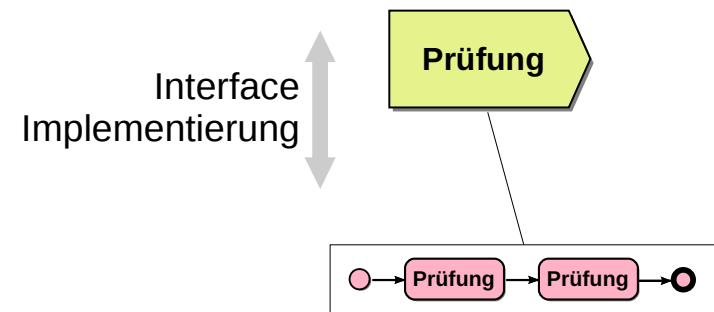 Prüfung
Interface
Implementierung
Prüfung Prüfung